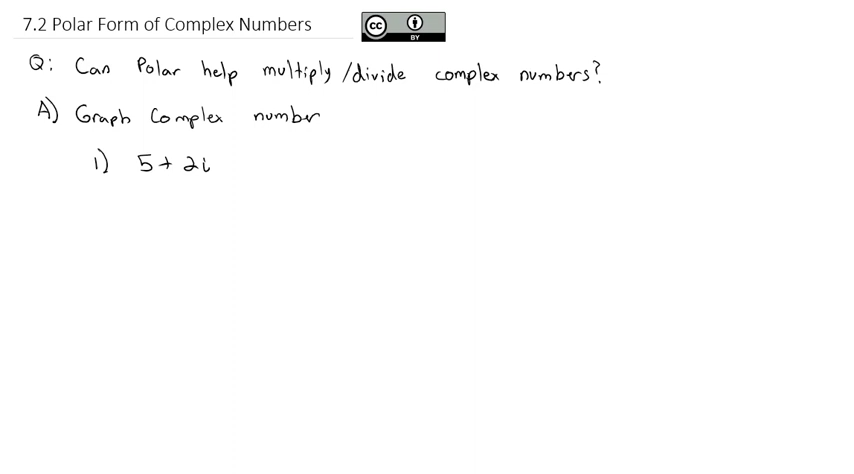 7.2 Polar Form of Complex Numbers
cc BY
Q: Can Polar help multiply/divide complex numbers?
A) Graph Complex number
1) 5 + 2i